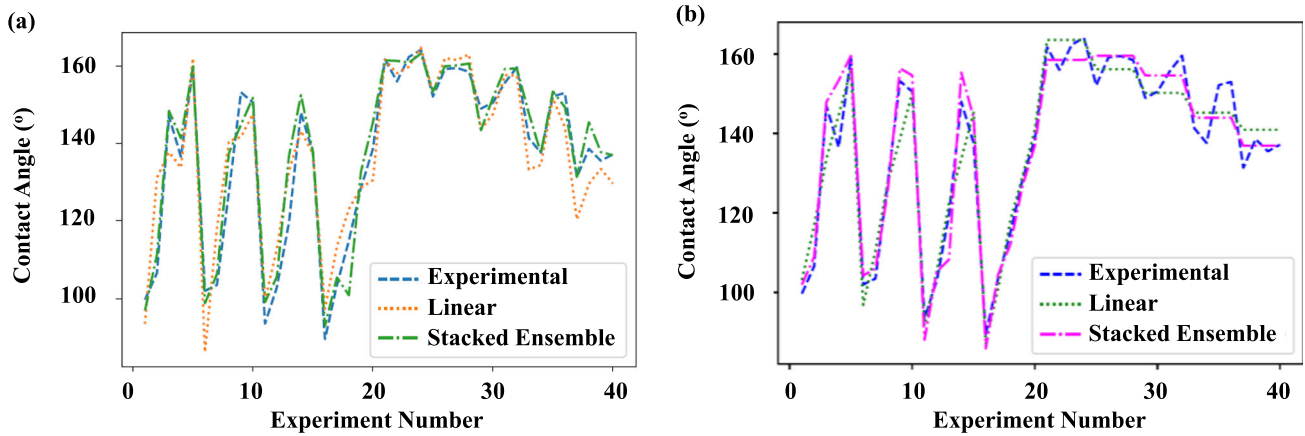 (a)
Contact Angle (º)
160
140
120
100
Experimental
Linear
Stacked Ensemble
0 10 20 30 40
Experiment Number
(b)
Contact Angle (º)
160
140
120
100
Experimental
Linear
Stacked Ensemble
0 10 20 30 40
Experiment Number